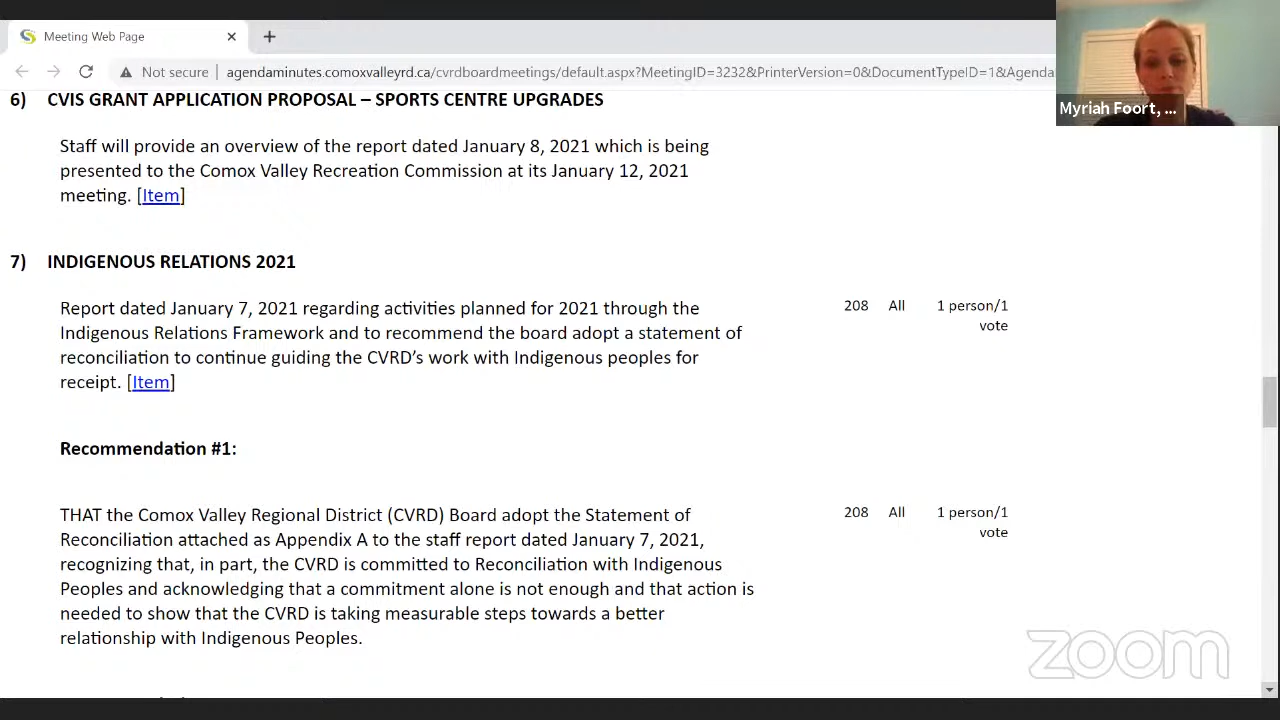 Meeting Web Page
Not secure
agendaminutes.comoxvalleyrd.ca/cvrdboardmeetings/default.aspx?MeetingID=3232&PrinterVersion=0&DocumentTypeID=1&Agenda
Myriah Foort, ...
6) CVIS GRANT APPLICATION PROPOSAL – SPORTS CENTRE UPGRADES
Staff will provide an overview of the report dated January 8, 2021 which is being
presented to the Comox Valley Recreation Commission at its January 12, 2021
meeting. [Item]
7) INDIGENOUS RELATIONS 2021
Report dated January 7, 2021 regarding activities planned for 2021 through the 208 All 1 person/1
Indigenous Relations Framework and to recommend the board adopt a statement of vote
reconciliation to continue guiding the CVRD's work with Indigenous peoples for
receipt. [Item]
Recommendation #1:
THAT the Comox Valley Regional District (CVRD) Board adopt the Statement of 208 All 1 person/1
Reconciliation attached as Appendix A to the staff report dated January 7, 2021, vote
recognizing that, in part, the CVRD is committed to Reconciliation with Indigenous
Peoples and acknowledging that a commitment alone is not enough and that action is
needed to show that the CVRD is taking measurable steps towards a better
relationship with Indigenous Peoples.
zoom